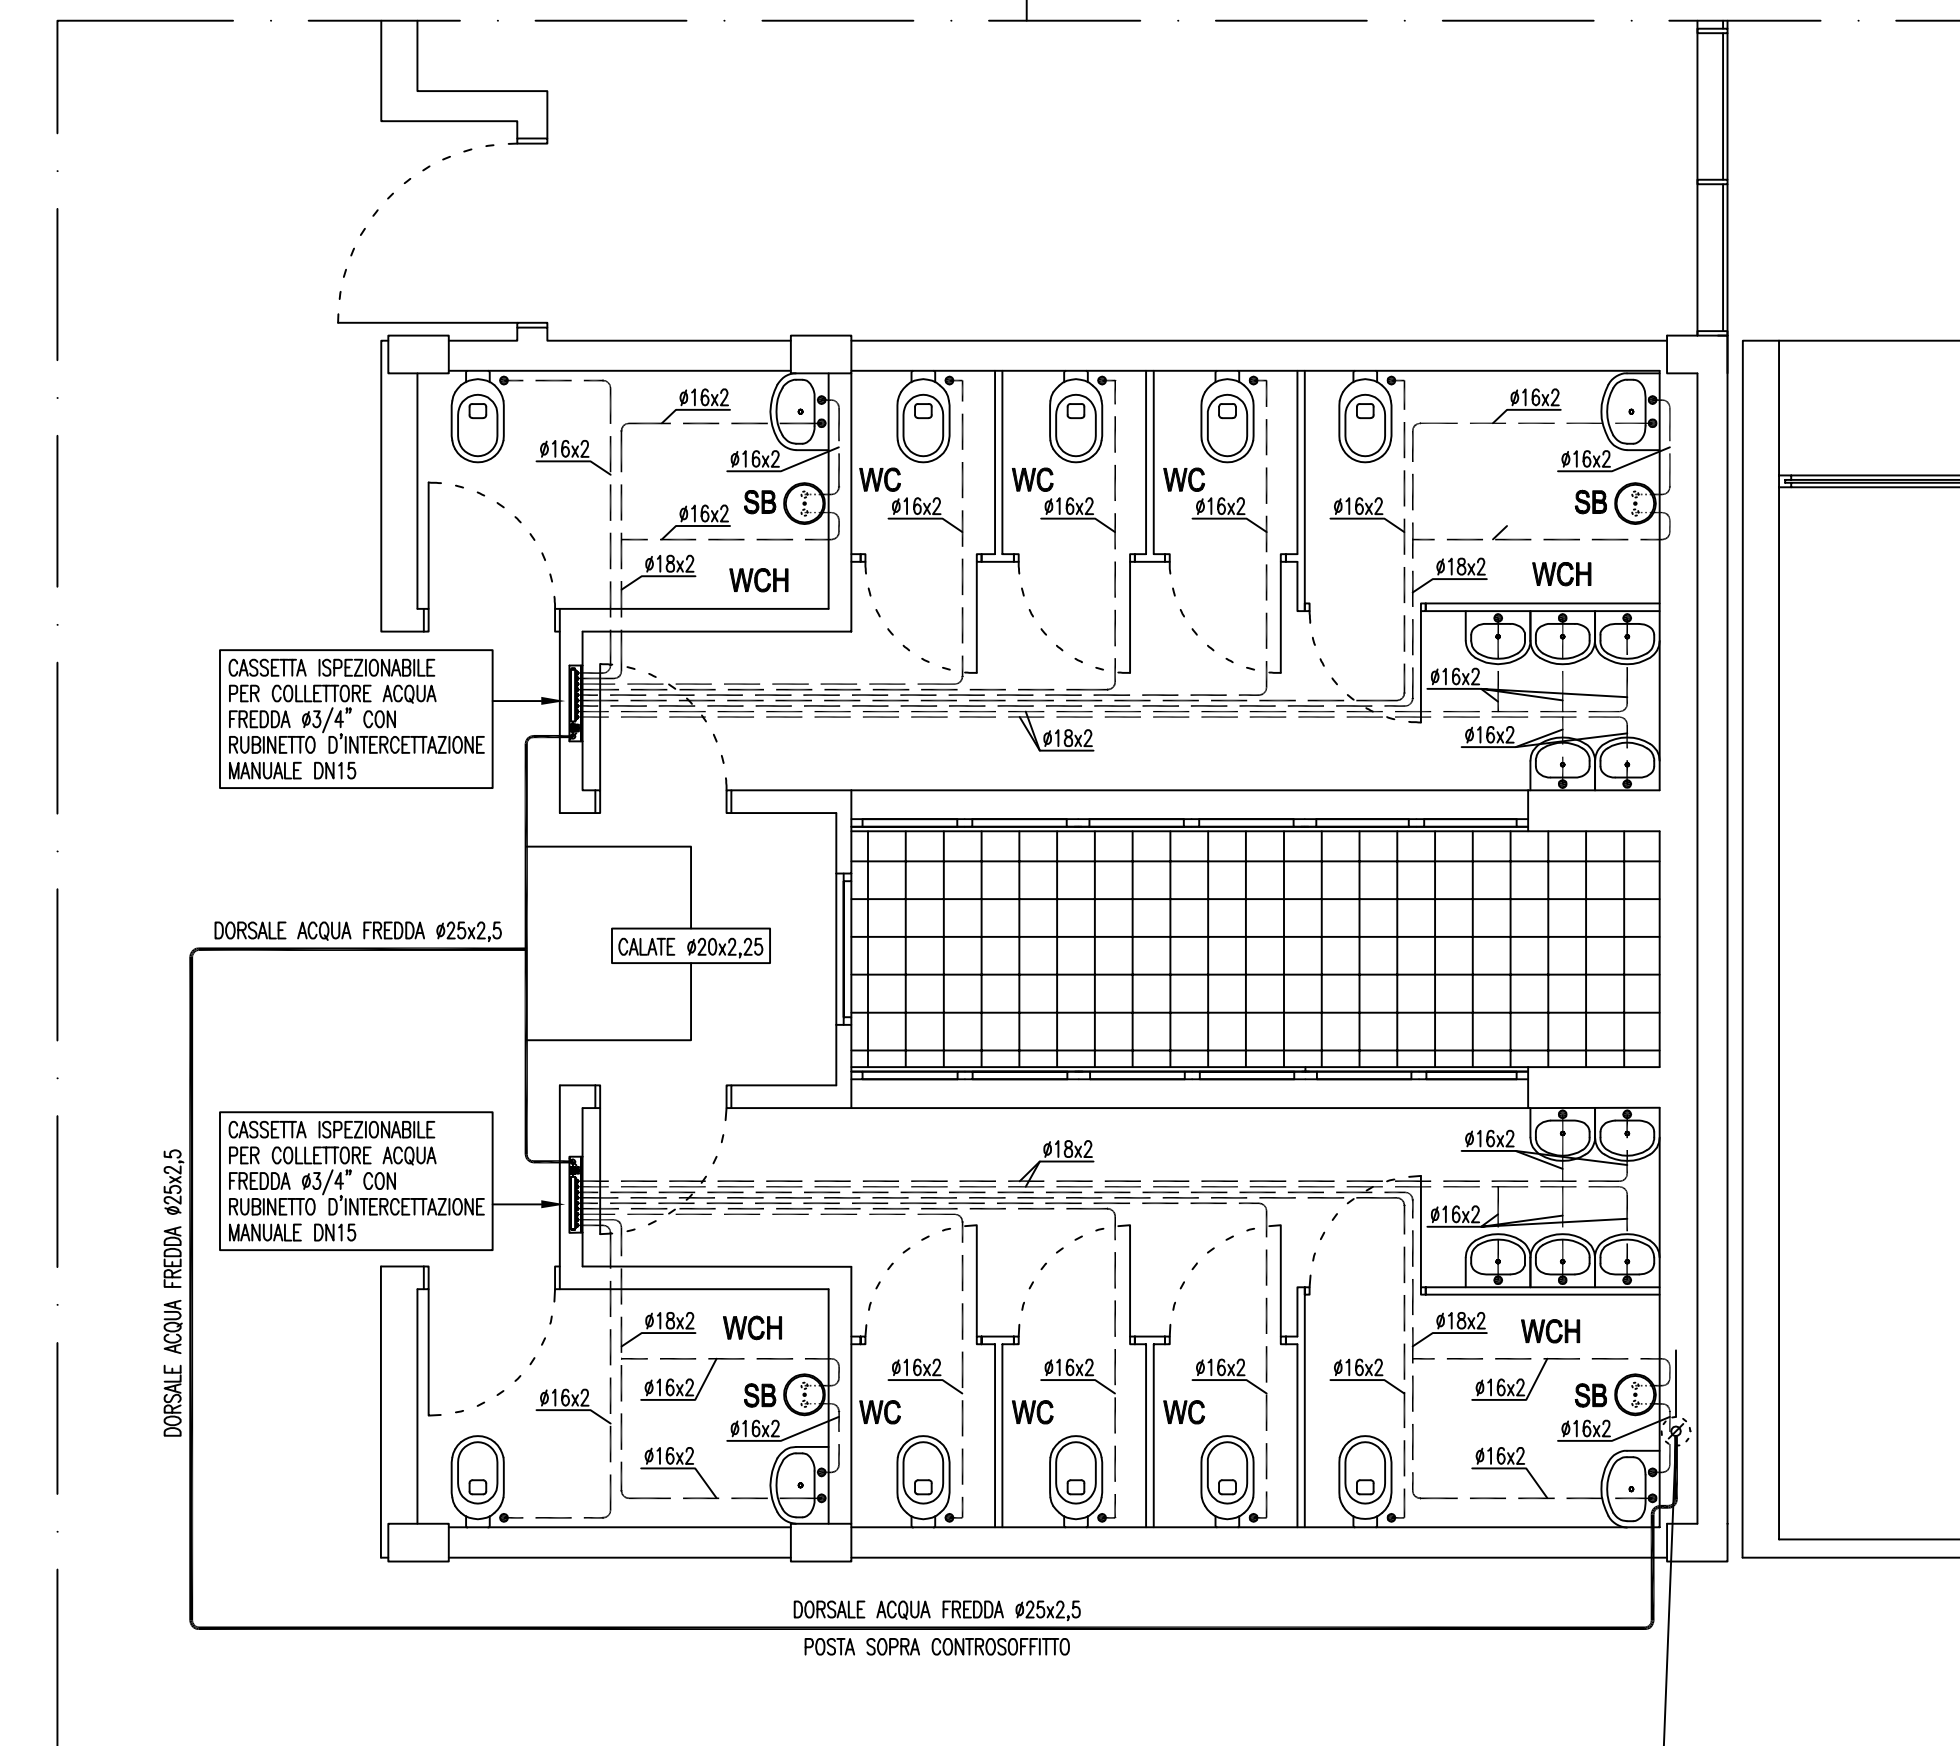 ø16x2
ø16x2
ø16x2
ø16x2
ø16x2
ø16x2
WC
WC
WC
SB
SB
ø16x2
ø16x2
ø16x2
ø16x2
ø16x2
ø18x2
ø18x2
WCH
WCH
CASSETTA ISPEZIONABILE
PER COLLETTORE ACQUA
FREDDA ø3/4" CON
RUBINETTO D'INTERCETTAZIONE
MANUALE DN15
ø16x2
ø16x2
ø18x2
DORSALE ACQUA FREDDA ø25x2,5
CALATE ø20x2,25
CASSETTA ISPEZIONABILE
PER COLLETTORE ACQUA
FREDDA ø3/4" CON
RUBINETTO D'INTERCETTAZIONE
MANUALE DN15
ø18x2
ø16x2
ø16x2
DORSALE ACQUA FREDDA ø25x2,5
ø18x2
WCH
ø18x2
WCH
ø16x2
ø16x2
SB
ø16x2
ø16x2
ø16x2
ø16x2
ø16x2
SB
ø16x2
WC
WC
WC
ø16x2
ø16x2
ø16x2
DORSALE ACQUA FREDDA ø25x2,5
POSTA SOPRA CONTROSOFFITTO